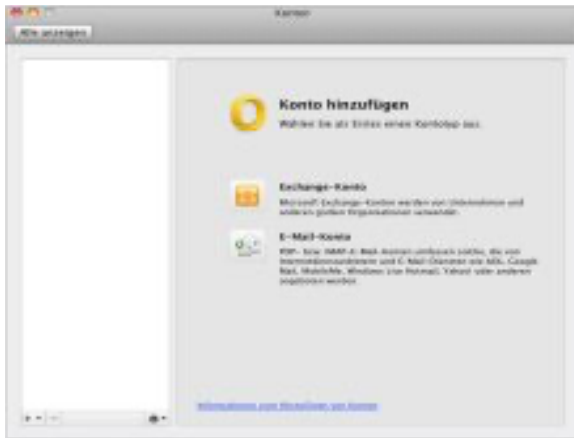 Konten
Alle anzeigen
Konto hinzufügen
Wählen Sie als Erstes einen Kontotyp aus.
Exchange-Konto
Microsoft Exchange-Konten werden von Unternehmen und
anderen großen Organisationen verwendet.
E-Mail-Konto
POP- bzw. IMAP-E-Mail-Konten umfassen solche, die von
Internetdienstanbietern und E-Mail-Diensten wie AOL, Google
Mail, MobileMe, Windows Live Hotmail, Yahoo! oder anderen
angeboten werden.
Informationen zum Hinzufügen von Konten